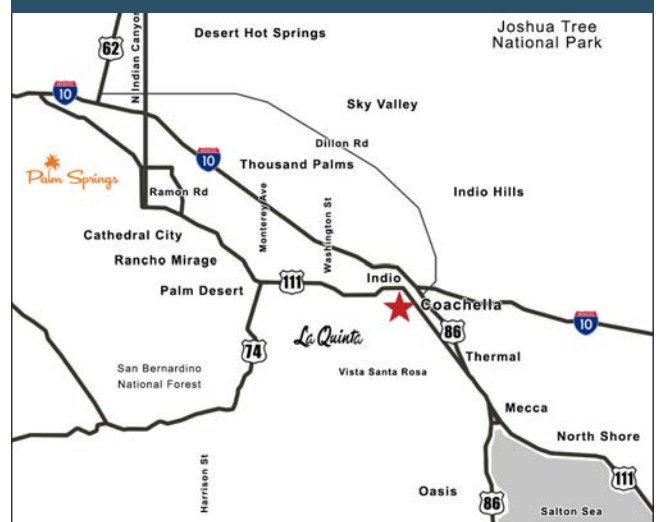 Joshua Tree
National Park
Desert Hot Springs
62
N Indian Canyon
10
Sky Valley
Dillon Rd
10
Thousand Palms
Palm Springs
Ramon Rd
Indio Hills
Monterey Ave
Washington St
Cathedral City
Rancho Mirage
Indio
111
Palm Desert
Coachella
10
86
La Quinta
74
Thermal
San Bernardino
National Forest
Vista Santa Rosa
Mecca
North Shore
Harrison St
111
Oasis
86
Salton Sea